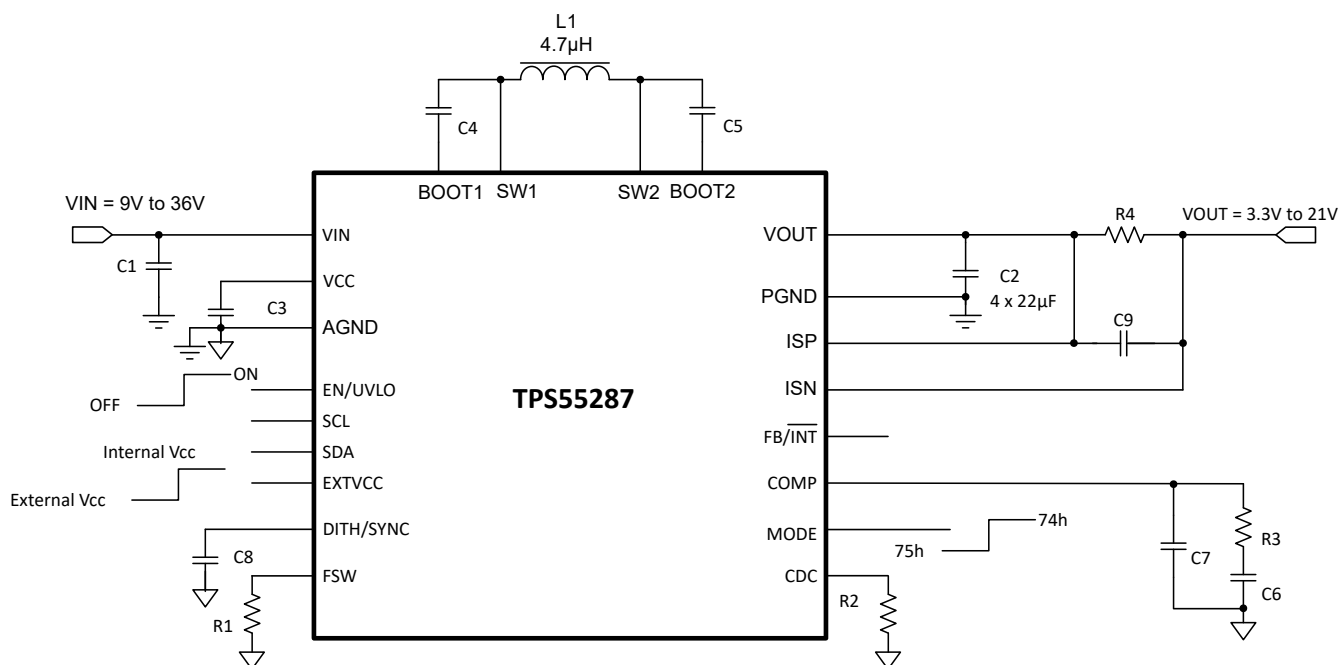 L1
4.7µH
C4
C5
BOOT1
SW1
SW2
BOOT2
VIN = 9V to 36V
VIN
C1
VCC
C3
AGND
OFF
ON
EN/UVLO
SCL
Internal Vcc
SDA
External Vcc
EXTVCC
DITH/SYNC
C8
FSW
R1
TPS55287
VOUT
R4
VOUT = 3.3V to 21V
C2
4 x 22µF
PGND
C9
ISP
ISN
FB/INT
COMP
MODE
75h
74h
CDC
R2
C7
R3
C6